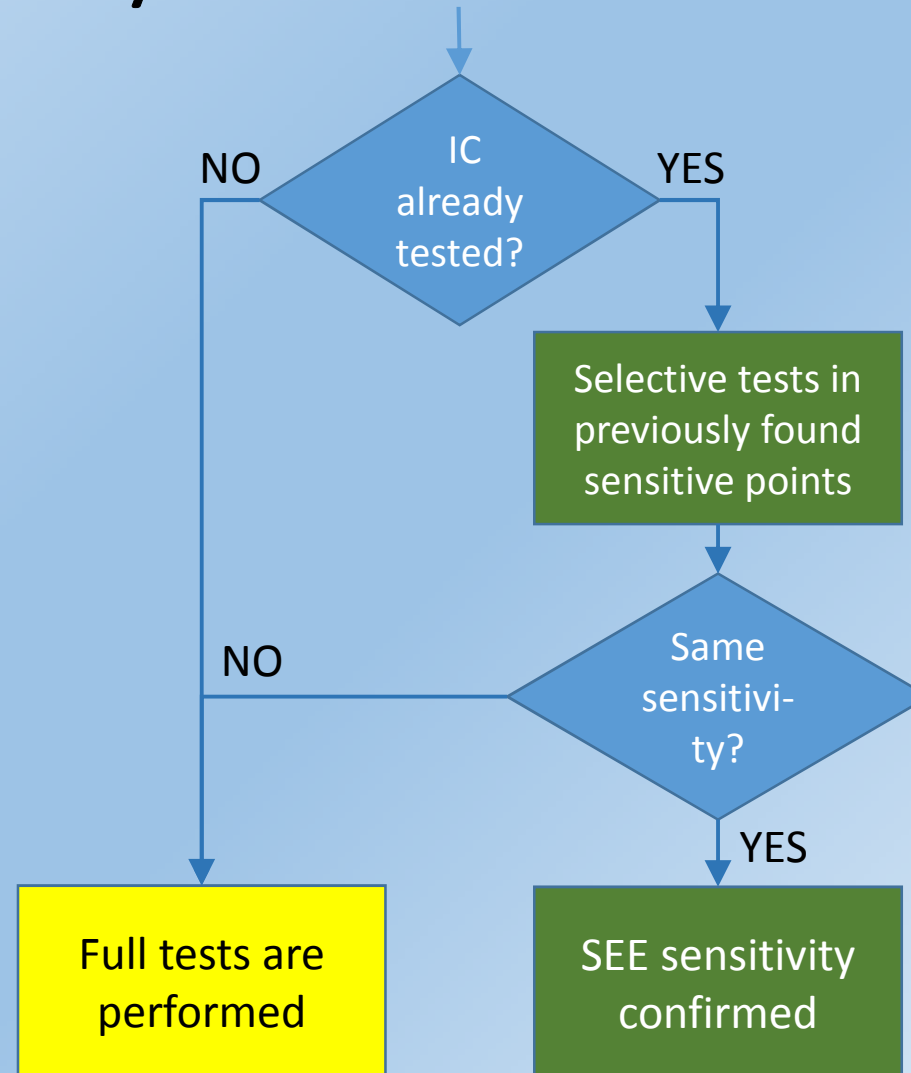 NO
YES
IC
already
tested?
Selective tests in
previously found
sensitive points
NO
Same
sensitivi-
ty?
YES
Full tests are
performed
SEE sensitivity
confirmed